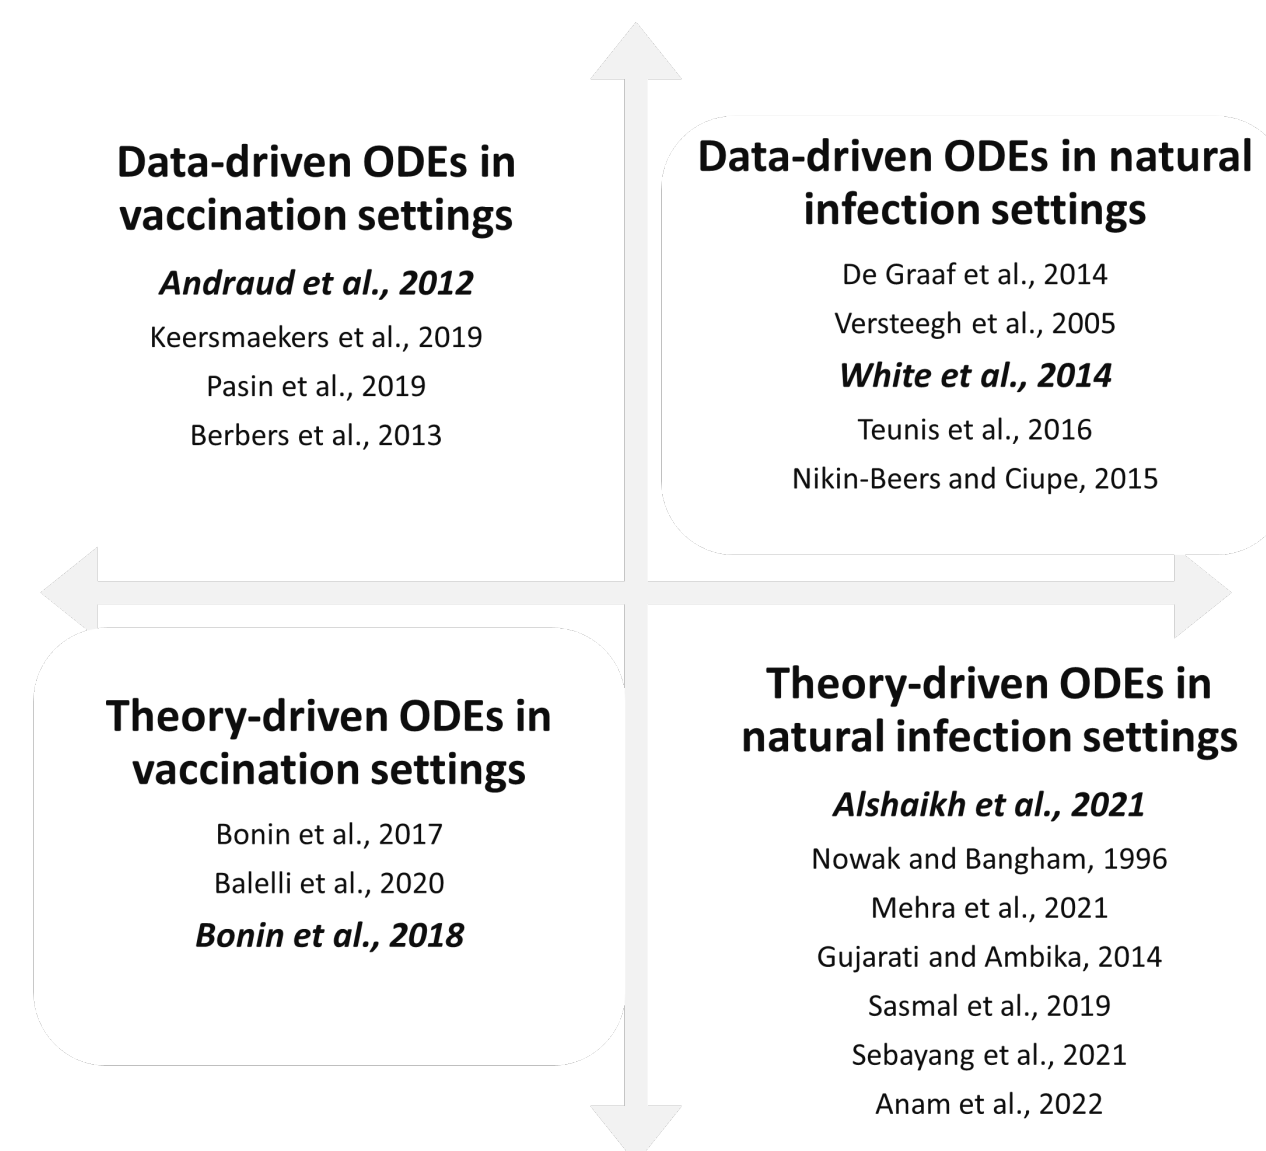 Data-driven ODEs in
vaccination settings
Andraud et al., 2012
Keersmaekers et al., 2019
Pasin et al., 2019
Berbers et al., 2013
Data-driven ODEs in natural
infection settings
De Graaf et al., 2014
Versteegh et al., 2005
White et al., 2014
Teunis et al., 2016
Nikin-Beers and Ciupe, 2015
Theory-driven ODEs in
vaccination settings
Bonin et al., 2017
Balelli et al., 2020
Bonin et al., 2018
Theory-driven ODEs in
natural infection settings
Alshaikh et al., 2021
Nowak and Bangham, 1996
Mehra et al., 2021
Gujarati and Ambika, 2014
Sasmal et al., 2019
Sebayang et al., 2021
Anam et al., 2022